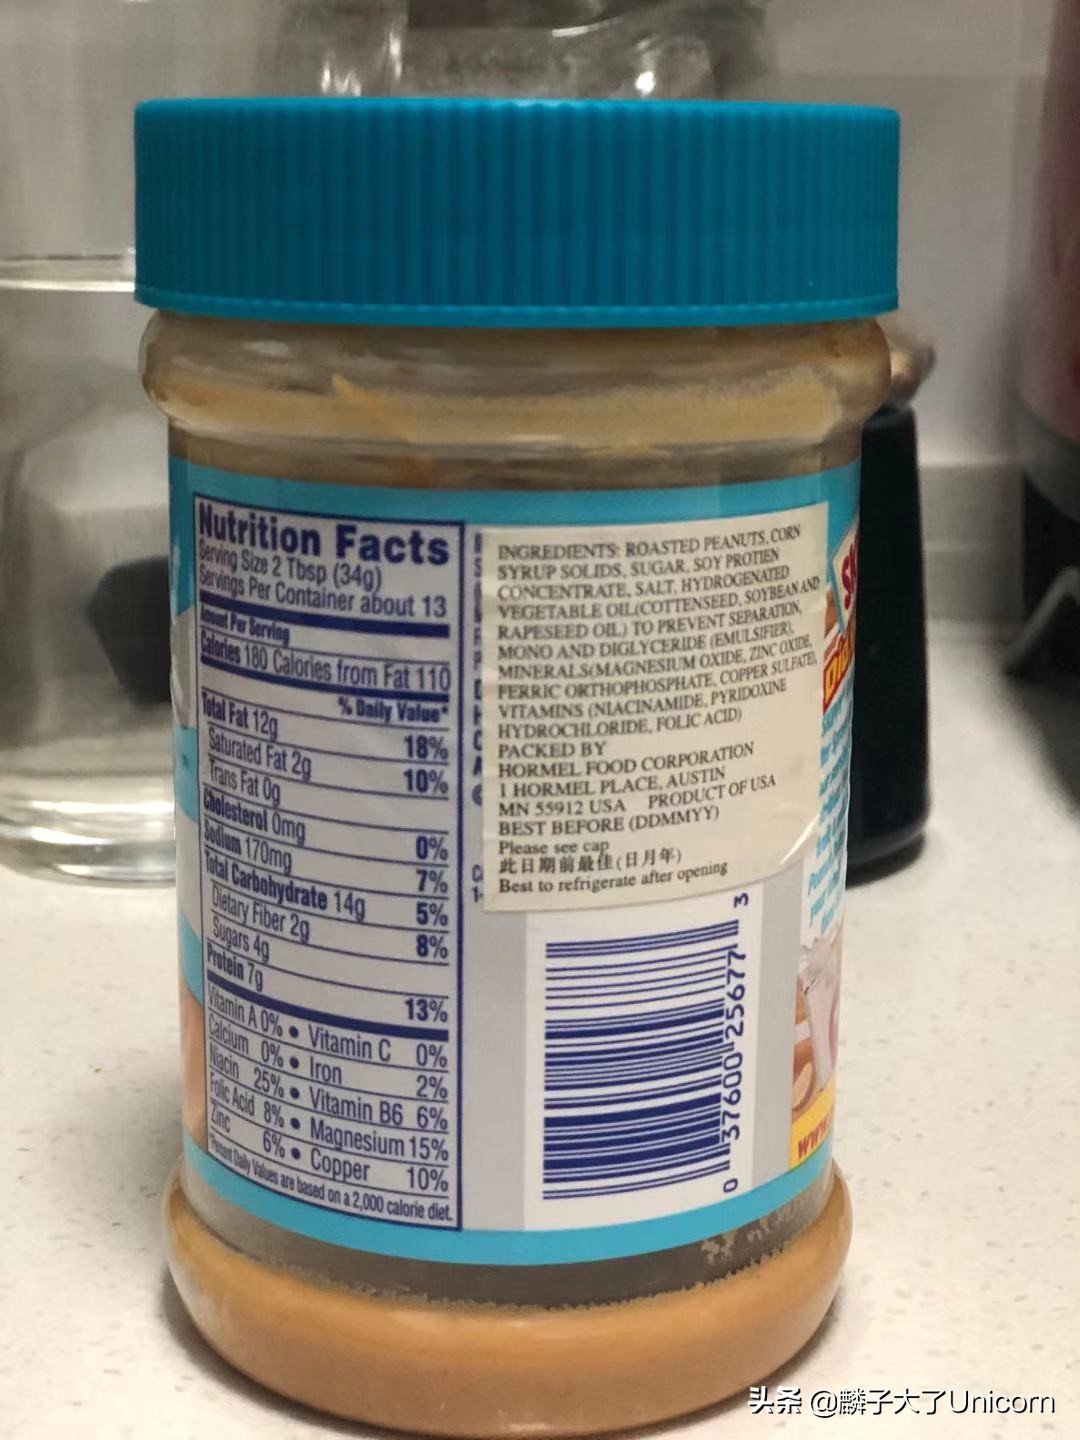 Nutrition Facts
Serving Size 2 Tbsp (34g)
Servings Per Container about 13
Amount Per Serving
Calories 180 Calories from Fat 110
% Daily Value*
Total Fat 12g 18%
Saturated Fat 2g 10%
Trans Fat 0g
Cholesterol 0mg 0%
Sodium 170mg 7%
Total Carbohydrate 14g 5%
Dietary Fiber 2g 8%
Sugars 4g
Protein 7g 13%
Vitamin A 0% • Vitamin C 0%
Calcium 0% • Iron 2%
Niacin 25% • Vitamin B6 6%
Folic Acid 8% • Magnesium 15%
Zinc 6% • Copper 10%
*Percent Daily Values are based on a 2,000 calorie diet.
INGREDIENTS: ROASTED PEANUTS, CORN
SYRUP SOLIDS, SUGAR, SOY PROTIEN
CONCENTRATE, SALT, HYDROGENATED
VEGETABLE OIL(COTTENSEED, SOYBEAN AND
RAPESEED OIL) TO PREVENT SEPARATION,
MONO AND DIGLYCERIDE (EMULSIFIER),
MINERALS(MAGNESIUM OXIDE, ZINC OXIDE,
FERRIC ORTHOPHOSPHATE, COPPER SULFATE),
VITAMINS (NIACINAMIDE, PYRIDOXINE
HYDROCHLORIDE, FOLIC ACID)
PACKED BY
HORMEL FOOD CORPORATION
1 HORMEL PLACE, AUSTIN
MN 55912 USA PRODUCT OF USA
BEST BEFORE (DDMMYY)
Please see cap
此日期前最佳(日月年)
Best to refrigerate after opening
0 37600 25677 3
www.
头条 @麟子大了Unicorn